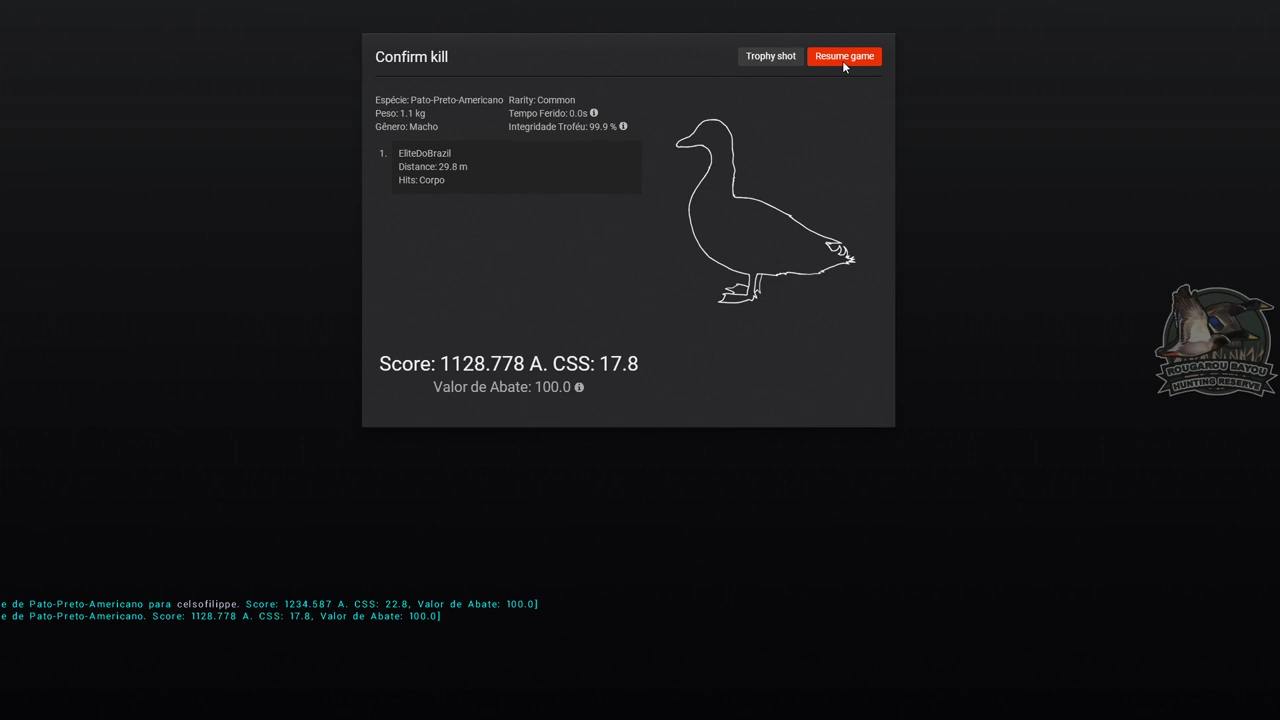 Confirm kill
Trophy shot
Resume game
Espécie: Pato-Preto-Americano
Rarity: Common
Peso: 1.1 kg
Tempo Ferido: 0.0s
Gênero: Macho
Integridade Troféu: 99.9 %
1. EliteDoBrazil
Distance: 29.8 m
Hits: Corpo
Score: 1128.778 A. CSS: 17.8
Valor de Abate: 100.0
ROUGAROU BAYOU
HUNTING RESERVE
e de Pato-Preto-Americano para celsofilippe. Score: 1234.587 A. CSS: 22.8, Valor de Abate: 100.0]
e de Pato-Preto-Americano. Score: 1128.778 A. CSS: 17.8, Valor de Abate: 100.0]